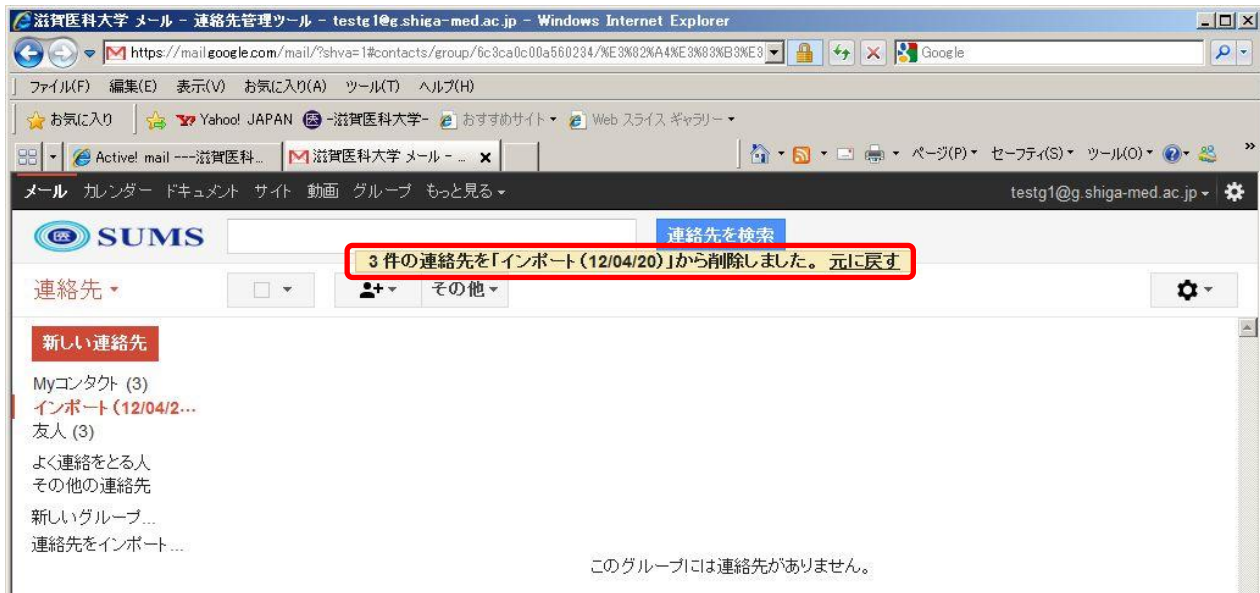 滋賀医科大学 メール - 連絡先管理ツール - testg1@g.shiga-med.ac.jp - Windows Internet Explorer
https://mail.google.com/mail/?shva=1#contacts/group/6c3ca0c00a560234/%E3%82%A4%E3%83%B3%E3
Google
ファイル(F) 編集(E) 表示(V) お気に入り(A) ツール(T) ヘルプ(H)
お気に入り Yahoo! JAPAN -滋賀医科大学- おすすめサイト Web スライス ギャラリー
Active! mail ---滋賀医科... 滋賀医科大学 メール - ... ページ(P) セーフティ(S) ツール(O) »
メール カレンダー ドキュメント サイト 動画 グループ もっと見る testg1@g.shiga-med.ac.jp
医 SUMS 連絡先を検索
3 件の連絡先を「インポート (12/04/20)」から削除しました。 元に戻す
連絡先 その他
新しい連絡先
Myコンタクト (3)
インポート (12/04/2...
友人 (3)
よく連絡をとる人
その他の連絡先
新しいグループ...
連絡先をインポート...
このグループには連絡先がありません。